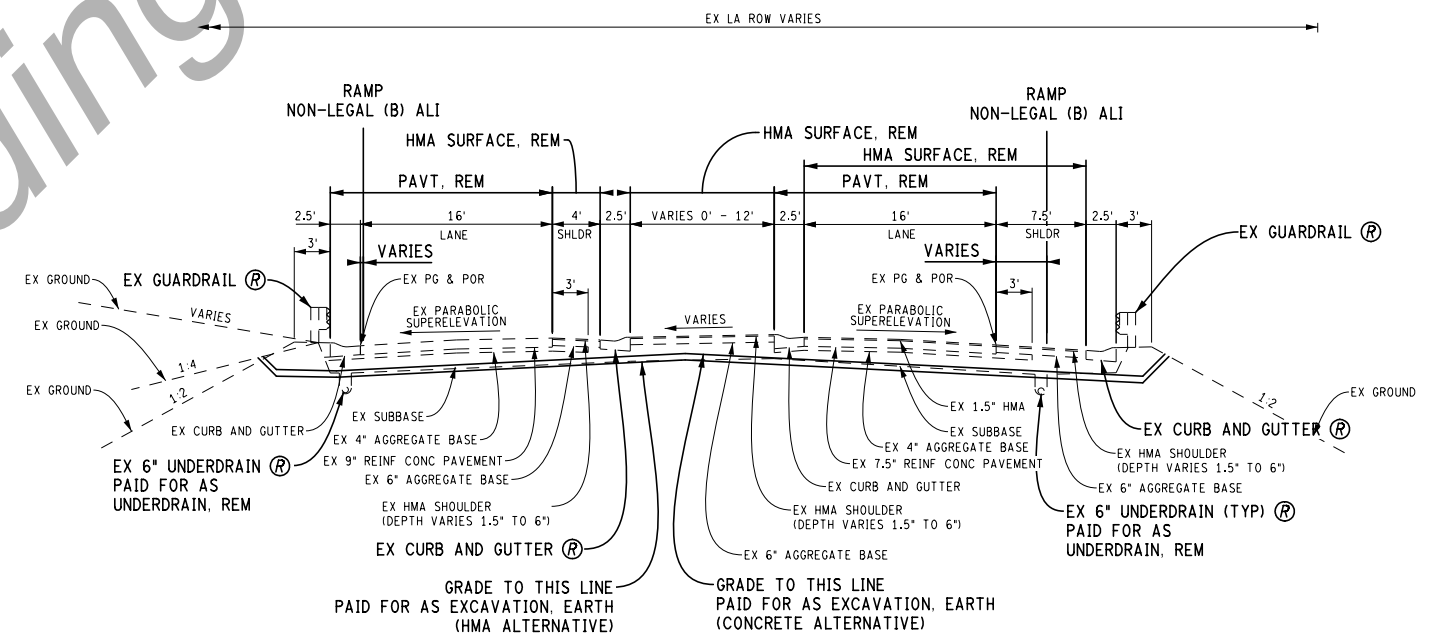 ding
EX LA ROW VARIES
RAMP
NON-LEGAL (B) ALI
RAMP
NON-LEGAL (B) ALI
HMA SURFACE, REM
HMA SURFACE, REM
HMA SURFACE, REM
PAVT, REM
PAVT, REM
2.5'
16'
4'
2.5'
VARIES 0' - 12'
2.5'
16'
7.5'
2.5'
3'
LANE
SHLDR
LANE
SHLDR
3'
VARIES
VARIES
EX GUARDRAIL Ⓡ
EX GROUND
EX GUARDRAIL Ⓡ
EX PG & POR
3'
EX PG & POR
3'
VARIES
EX PARABOLIC
SUPERELEVATION
VARIES
EX PARABOLIC
SUPERELEVATION
EX GROUND
1:4
1:2
EX GROUND
1:2
EX GROUND
EX CURB AND GUTTER
EX SUBBASE
EX 4" AGGREGATE BASE
EX 9" REINF CONC PAVEMENT
EX 6" AGGREGATE BASE
EX HMA SHOULDER
(DEPTH VARIES 1.5" TO 6")
EX CURB AND GUTTER Ⓡ
EX 6" UNDERDRAIN Ⓡ
PAID FOR AS
UNDERDRAIN, REM
EX 1.5" HMA
EX SUBBASE
EX 4" AGGREGATE BASE
EX 7.5" REINF CONC PAVEMENT
EX CURB AND GUTTER
EX HMA SHOULDER
(DEPTH VARIES 1.5" TO 6")
EX 6" AGGREGATE BASE
EX CURB AND GUTTER Ⓡ
EX HMA SHOULDER
(DEPTH VARIES 1.5" TO 6")
EX 6" AGGREGATE BASE
EX 6" UNDERDRAIN (TYP) Ⓡ
PAID FOR AS
UNDERDRAIN, REM
GRADE TO THIS LINE
PAID FOR AS EXCAVATION, EARTH
(HMA ALTERNATIVE)
GRADE TO THIS LINE
PAID FOR AS EXCAVATION, EARTH
(CONCRETE ALTERNATIVE)